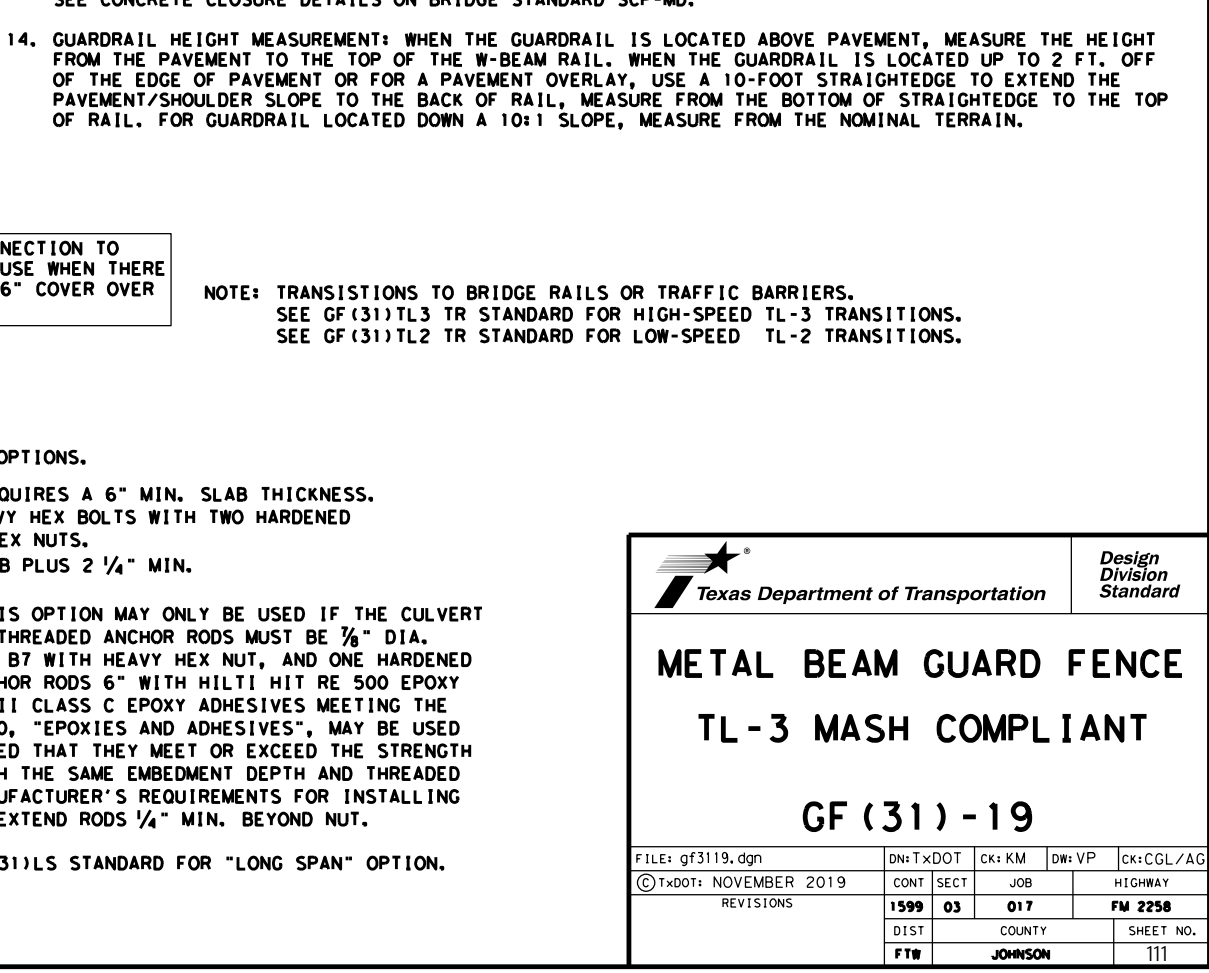 SEE CONCRETE CLOSURE DETAILS ON BRIDGE STANDARD SCP-MD.
14. GUARDRAIL HEIGHT MEASUREMENT: WHEN THE GUARDRAIL IS LOCATED ABOVE PAVEMENT, MEASURE THE HEIGHT
FROM THE PAVEMENT TO THE TOP OF THE W-BEAM RAIL. WHEN THE GUARDRAIL IS LOCATED UP TO 2 FT. OFF
OF THE EDGE OF PAVEMENT OR FOR A PAVEMENT OVERLAY, USE A 10-FOOT STRAIGHTEDGE TO EXTEND THE
PAVEMENT/SHOULDER SLOPE TO THE BACK OF RAIL, MEASURE FROM THE BOTTOM OF STRAIGHTEDGE TO THE TOP
OF RAIL. FOR GUARDRAIL LOCATED DOWN A 10:1 SLOPE, MEASURE FROM THE NOMINAL TERRAIN.
NECTION TO
USE WHEN THERE
6" COVER OVER
NOTE: TRANSISTIONS TO BRIDGE RAILS OR TRAFFIC BARRIERS.
SEE GF(31)TL3 TR STANDARD FOR HIGH-SPEED TL-3 TRANSITIONS.
SEE GF(31)TL2 TR STANDARD FOR LOW-SPEED TL-2 TRANSITIONS.
OPTIONS.
QUIRES A 6" MIN. SLAB THICKNESS.
VY HEX BOLTS WITH TWO HARDENED
EX NUTS.
B PLUS 2 1/4" MIN.
IS OPTION MAY ONLY BE USED IF THE CULVERT
THREADED ANCHOR RODS MUST BE 7/8" DIA.
B7 WITH HEAVY HEX NUT, AND ONE HARDENED
HOR RODS 6" WITH HILTI HIT RE 500 EPOXY
II CLASS C EPOXY ADHESIVES MEETING THE
O, "EPOXIES AND ADHESIVES", MAY BE USED
ED THAT THEY MEET OR EXCEED THE STRENGTH
H THE SAME EMBEDMENT DEPTH AND THREADED
UFACTURER'S REQUIREMENTS FOR INSTALLING
EXTEND RODS 1/4" MIN. BEYOND NUT.
31)LS STANDARD FOR "LONG SPAN" OPTION.
®
Texas Department of Transportation
Design
Division
Standard
METAL BEAM GUARD FENCE
TL-3 MASH COMPLIANT
GF(31)-19
FILE: gf3119.dgn DN:TxDOT CK:KM DW:VP CK:CGL/AG
©TxDOT: NOVEMBER 2019 CONT SECT JOB HIGHWAY
REVISIONS 1599 03 017 FM 2258
DIST COUNTY SHEET NO.
FTW JOHNSON 111